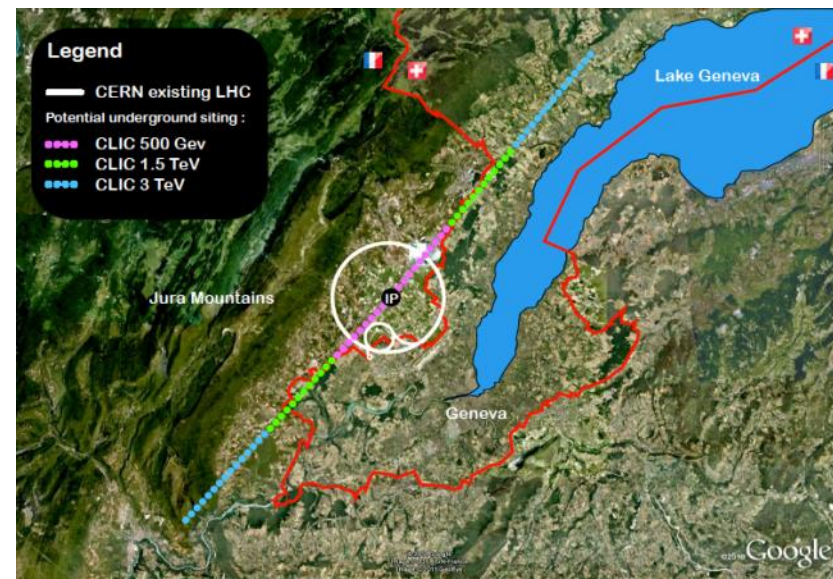 Legend
CERN existing LHC
Potential underground siting :
CLIC 500 Gev
CLIC 1.5 TeV
CLIC 3 TeV
Lake Geneva
Jura Mountains
IP
Geneva
Google